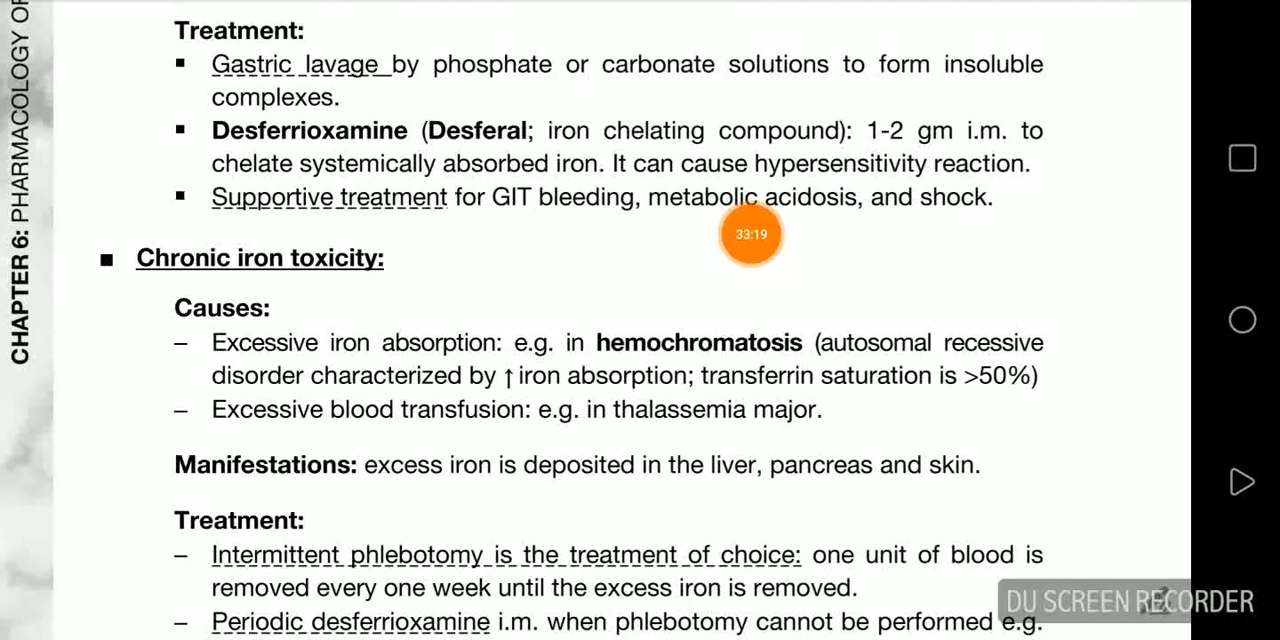 CHAPTER 6: PHARMACOLOGY OF
Treatment:
▪ Gastric lavage by phosphate or carbonate solutions to form insoluble
complexes.
▪ Desferrioxamine (Desferal; iron chelating compound): 1-2 gm i.m. to
chelate systemically absorbed iron. It can cause hypersensitivity reaction.
▪ Supportive treatment for GIT bleeding, metabolic acidosis, and shock.
33:19
■ Chronic iron toxicity:
Causes:
– Excessive iron absorption: e.g. in hemochromatosis (autosomal recessive
disorder characterized by ↑ iron absorption; transferrin saturation is >50%)
– Excessive blood transfusion: e.g. in thalassemia major.
Manifestations: excess iron is deposited in the liver, pancreas and skin.
Treatment:
– Intermittent phlebotomy is the treatment of choice: one unit of blood is
removed every one week until the excess iron is removed.
– Periodic desferrioxamine i.m. when phlebotomy cannot be performed e.g.
DU SCREEN RECORDER